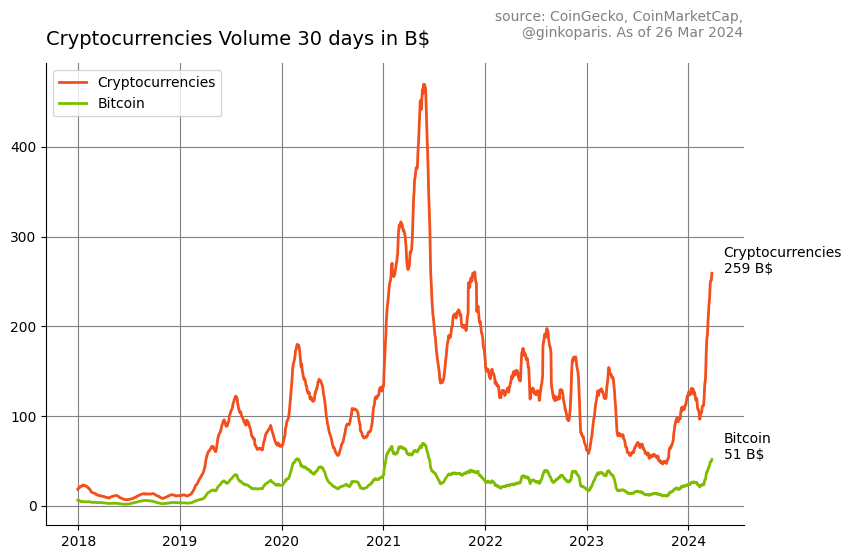 source: CoinGecko, CoinMarketCap,
@ginkoparis. As of 26 Mar 2024
Cryptocurrencies Volume 30 days in B$
Cryptocurrencies
Bitcoin
400
300
200
100
0
Cryptocurrencies
259 B$
Bitcoin
51 B$
2018 2019 2020 2021 2022 2023 2024